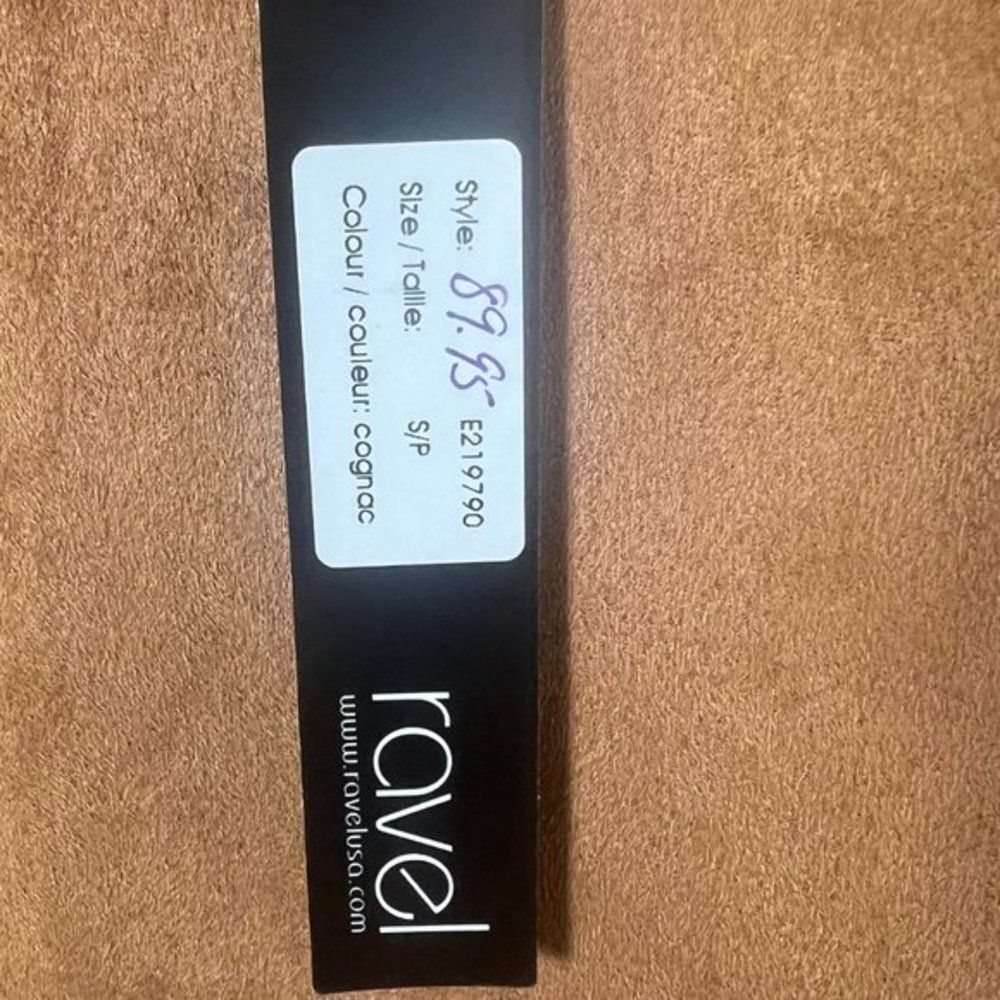 Style: 89.95 E219790
Size / Taille: S/P
Colour / couleur: cognac
ravel
www.ravelusa.com